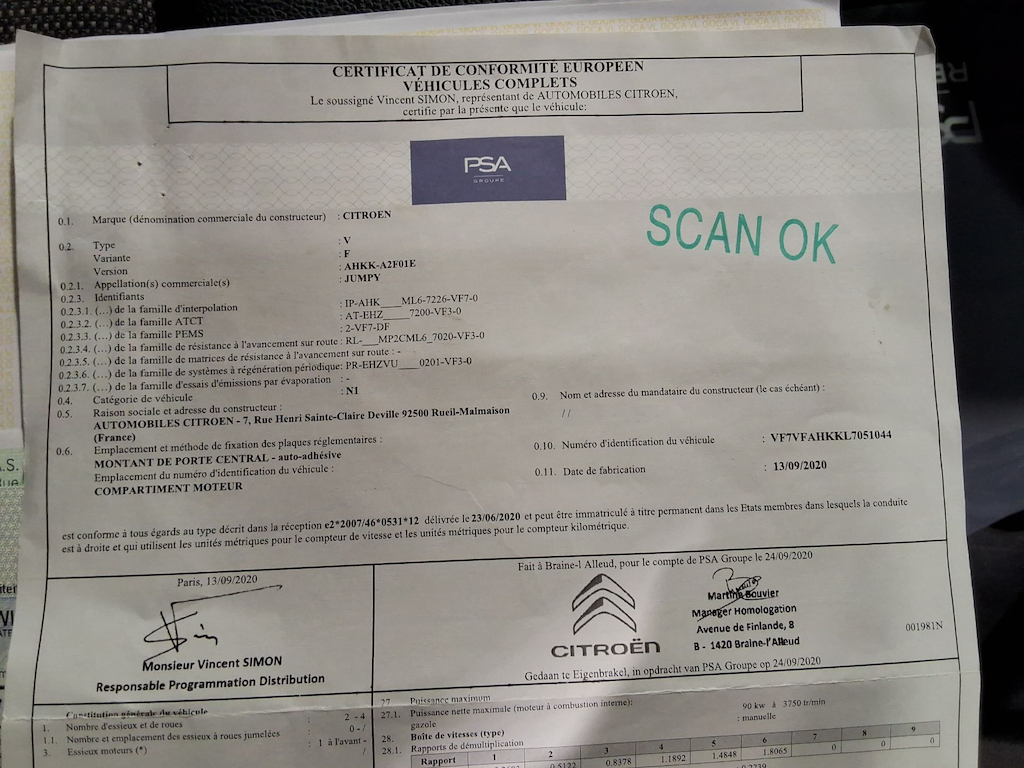 CERTIFICAT DE CONFORMITE EUROPEEN
VÉHICULES COMPLETS
Le soussigné Vincent SIMON, représentant de AUTOMOBILES CITROEN,
certifie par la présente que le véhicule:
PSA
GROUPE
SCAN OK
0.1. Marque (dénomination commerciale du constructeur) : CITROEN
0.2. Type : V
Variante : F
Version : AHKK-A2F01E
0.2.1. Appellation(s) commerciale(s) : JUMPY
0.2.3. Identifiants
0.2.3.1. (...) de la famille d'interpolation : IP-AHK____ML6-7226-VF7-0
0.2.3.2. (...) de la famille ATCT : AT-EHZ_____7200-VF3-0
0.2.3.3. (...) de la famille PEMS : 2-VF7-DF
0.2.3.4. (...) de la famille de résistance à l'avancement sur route : RL-___MP2CML6_7020-VF3-0
0.2.3.5. (...) de la famille de matrices de résistance à l'avancement sur route : -
0.2.3.6. (...) de la famille de systèmes à régénération périodique: PR-EHZVU____0201-VF3-0
0.2.3.7. (...) de la famille d'essais d'émissions par évaporation : -
0.4. Catégorie de véhicule : N1
0.5. Raison sociale et adresse du constructeur :
AUTOMOBILES CITROEN - 7, Rue Henri Sainte-Claire Deville 92500 Rueil-Malmaison
(France)
0.6. Emplacement et méthode de fixation des plaques réglementaires :
MONTANT DE PORTE CENTRAL - auto-adhésive
Emplacement du numéro d'identification du véhicule :
COMPARTIMENT MOTEUR
0.9. Nom et adresse du mandataire du constructeur (le cas échéant) :
/ /
0.10. Numéro d'identification du véhicule : VF7VFAHKKL7051044
0.11. Date de fabrication : 13/09/2020
est conforme à tous égards au type décrit dans la réception e2*2007/46*0531*12 délivrée le 23/06/2020 et peut être immatriculé à titre permanent dans les Etats membres dans lesquels la conduite
est à droite et qui utilisent les unités métriques pour le compteur de vitesse et les unités métriques pour le compteur kilométrique.
Paris, 13/09/2020
Monsieur Vincent SIMON
Responsable Programmation Distribution
Fait à Braine-l Alleud, pour le compte de PSA Groupe le 24/09/2020
CITROËN
Martine Bouvier
Manager Homologation
Avenue de Finlande, 8
B - 1420 Braine-l'Alleud
001981N
Gedaan te Eigenbrakel, in opdracht van PSA Groupe op 24/09/2020
Constitution générale du véhicule
1. Nombre d'essieux et de roues : 2 - 4
1.1. Nombre et emplacement des essieux à roues jumelées : 0 - /
3. Essieux moteurs (*) : 1 à l'avant -
/
27. Puissance maximum
27.1. Puissance nette maximale (moteur à combustion interne): 90 kw à 3750 tr/min
gazole
28. Boîte de vitesses (type) : manuelle
28.1. Rapports de démultiplication
Rapport 1 2 3 4 5 6 7 8 9
0.5122 0.8378 1.1892 1.4848 1.8065 0 0 0